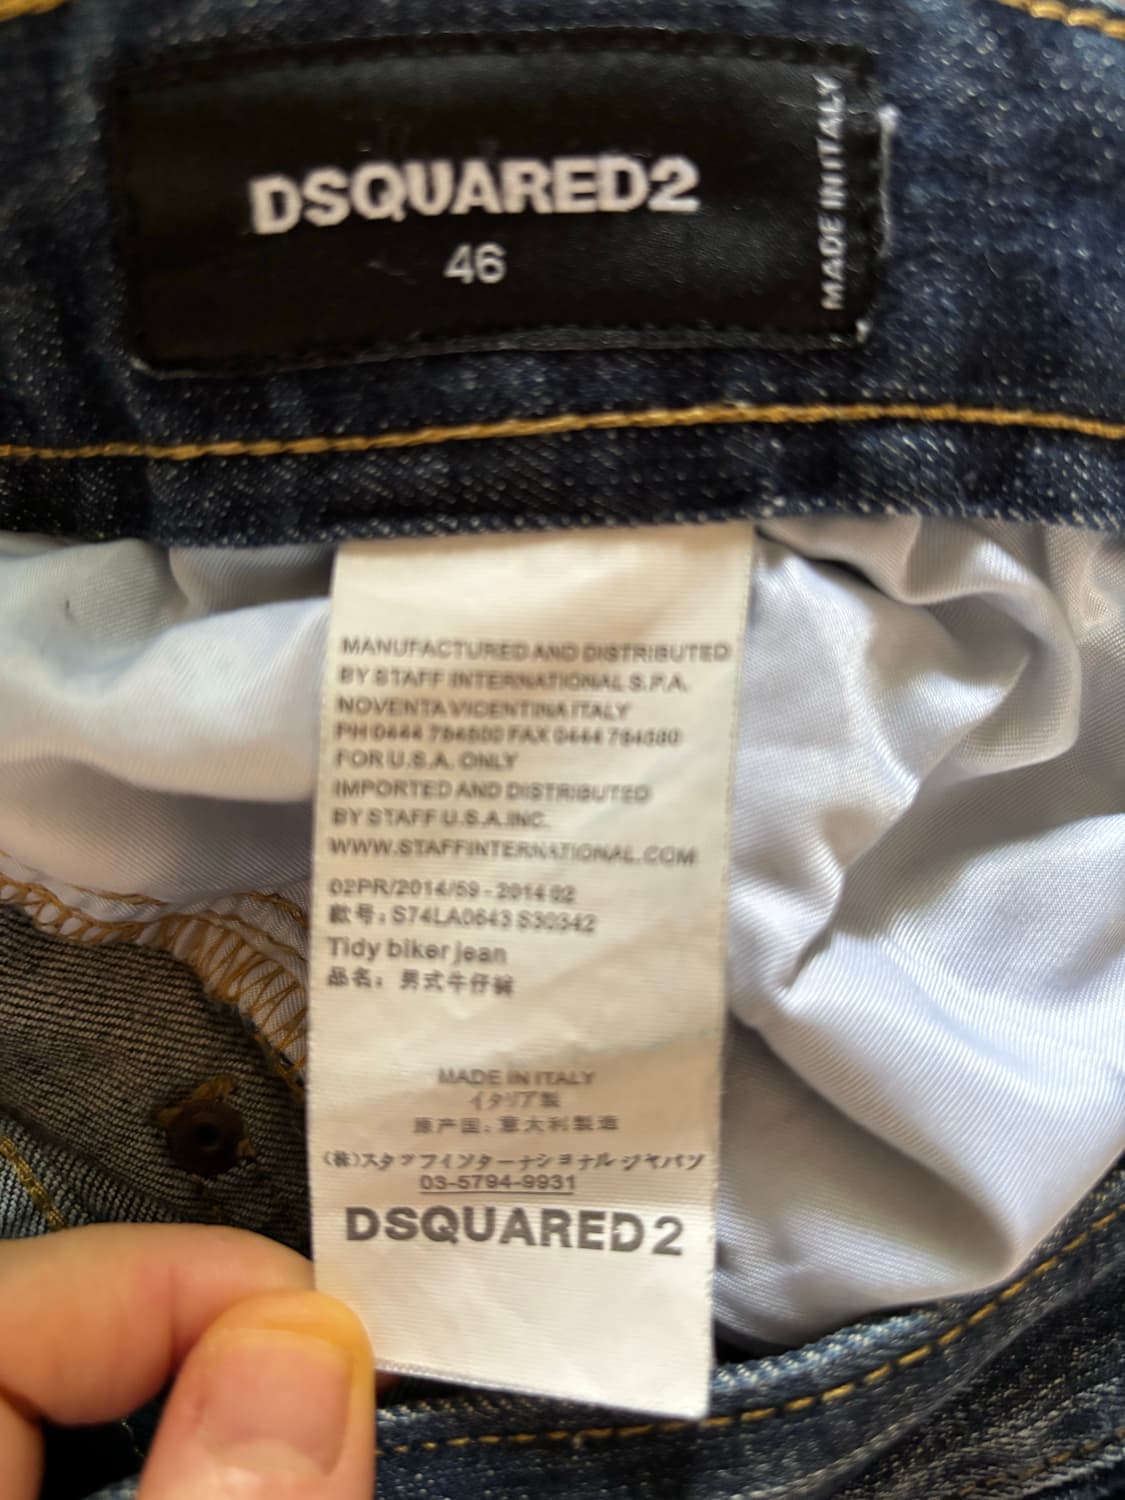 DSQUARED2
46
MADE IN ITALY
MANUFACTURED AND DISTRIBUTED
BY STAFF INTERNATIONAL S.P.A.
NOVENTA VICENTINA ITALY
PH 0444 784600 FAX 0444 784680
FOR U.S.A. ONLY
IMPORTED AND DISTRIBUTED
BY STAFF U.S.A.INC.
WWW.STAFFINTERNATIONAL.COM
02PR/2014/59 - 2014 02
款号: S74LA0643 S30342
Tidy biker jean
品名: 男式牛仔裤
MADE IN ITALY
イタリア製
原产国: 意大利製造
(株)スタッフインターナショナルジャパン
03-5794-9931
DSQUARED2